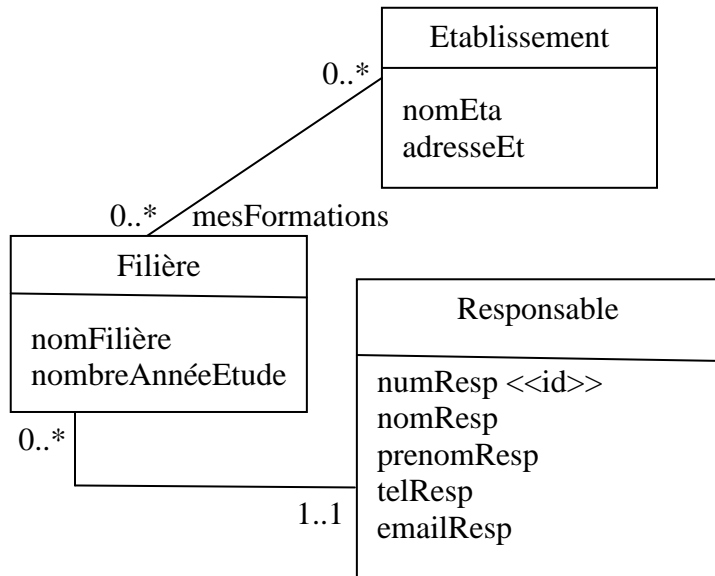 Etablissement
0..*
nomEta
adresseEt
0..* mesFormations
Filière
Responsable
nomFilière
nombreAnnéeEtude
numResp <<id>>
nomResp
prenomResp
telResp
emailResp
0..*
1..1